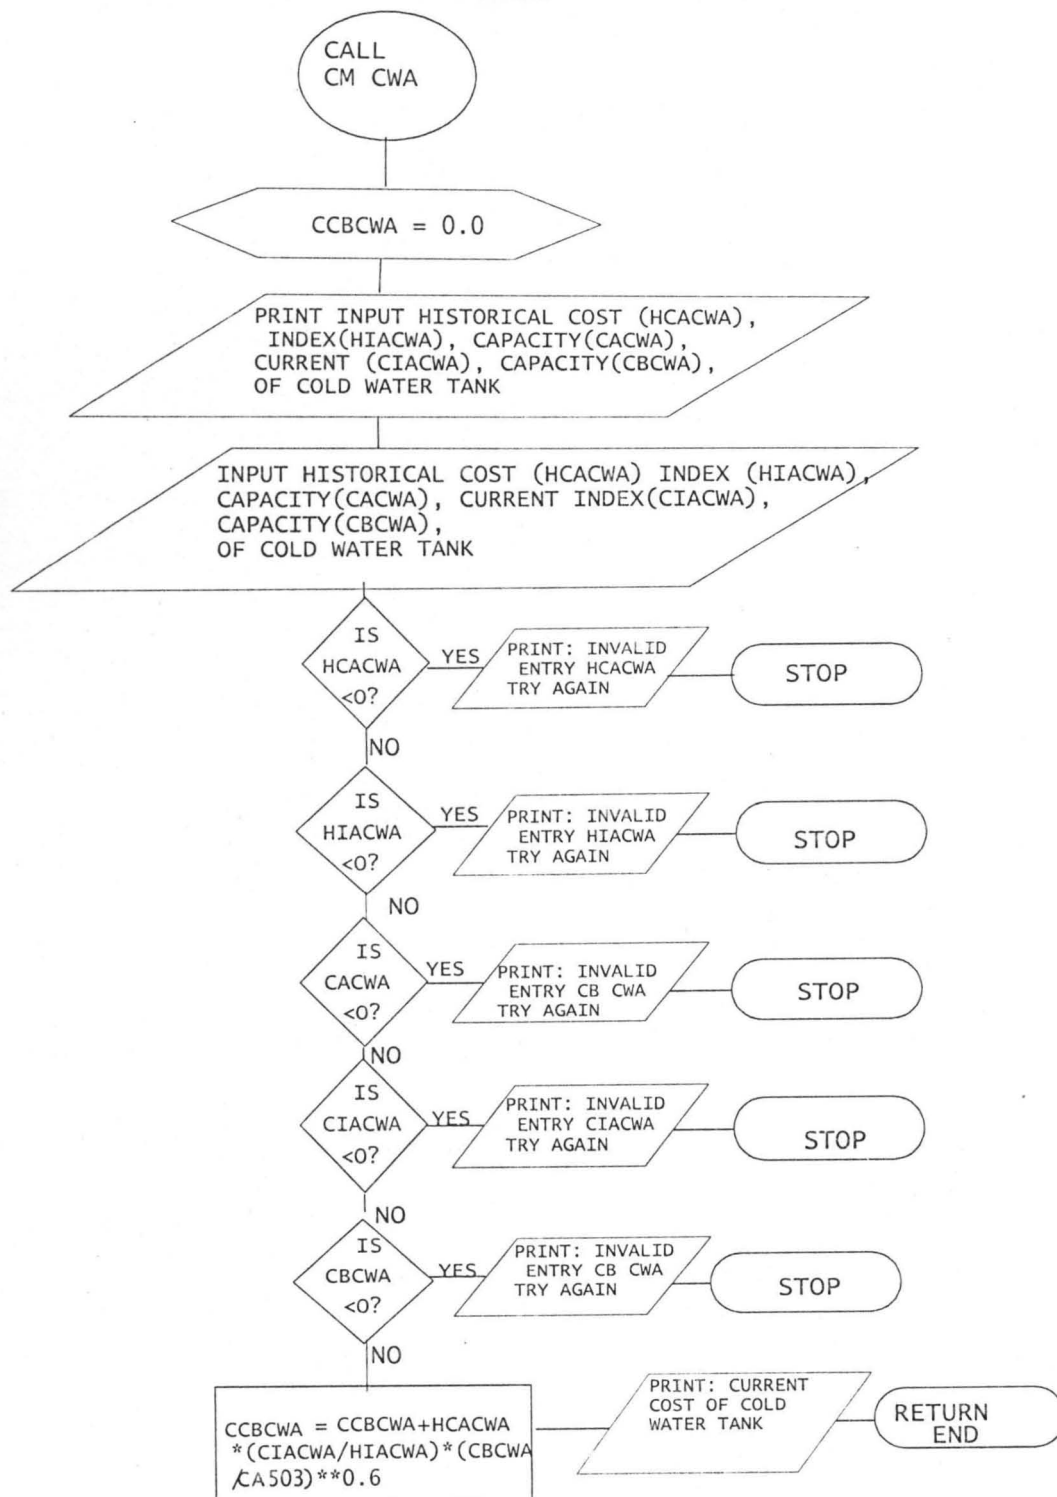 CALL
CM CWA
CCBCWA = 0.0
PRINT INPUT HISTORICAL COST (HCACWA),
INDEX(HIACWA), CAPACITY(CACWA),
CURRENT (CIACWA), CAPACITY(CBCWA),
OF COLD WATER TANK
INPUT HISTORICAL COST (HCACWA) INDEX (HIACWA),
CAPACITY(CACWA), CURRENT INDEX(CIACWA),
CAPACITY(CBCWA),
OF COLD WATER TANK
IS
HCACWA
<0?
YES
PRINT: INVALID
ENTRY HCACWA
TRY AGAIN
STOP
NO
IS
HIACWA
<0?
YES
PRINT: INVALID
ENTRY HIACWA
TRY AGAIN
STOP
NO
IS
CACWA
<0?
YES
PRINT: INVALID
ENTRY CB CWA
TRY AGAIN
STOP
NO
IS
CIACWA
<0?
YES
PRINT: INVALID
ENTRY CIACWA
TRY AGAIN
STOP
NO
IS
CBCWA
<0?
YES
PRINT: INVALID
ENTRY CB CWA
TRY AGAIN
STOP
NO
CCBCWA = CCBCWA+HCACWA
*(CIACWA/HIACWA)*(CBCWA
/CA503)**0.6
PRINT: CURRENT
COST OF COLD
WATER TANK
RETURN
END